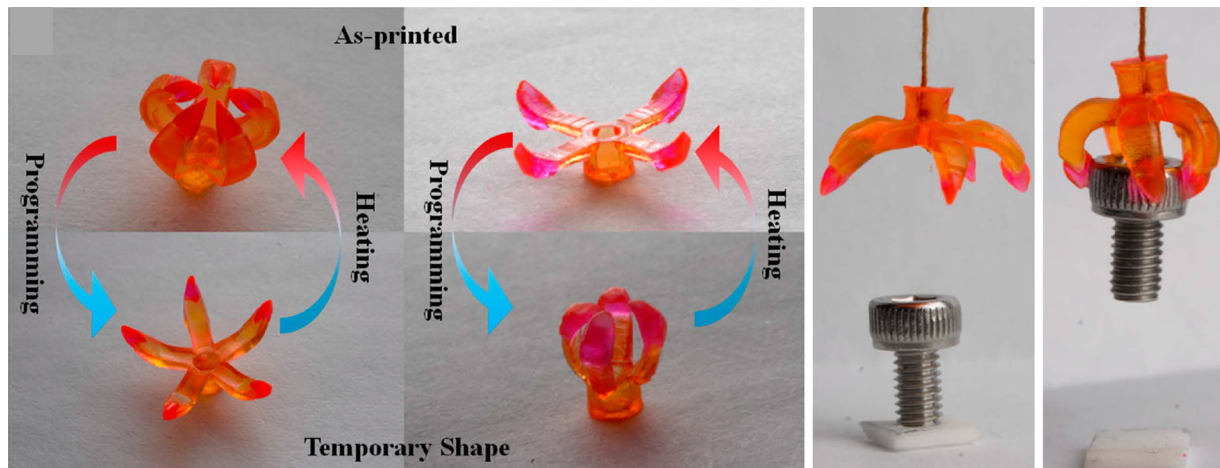 As-printed
Programming
Heating
Programming
Heating
Temporary Shape